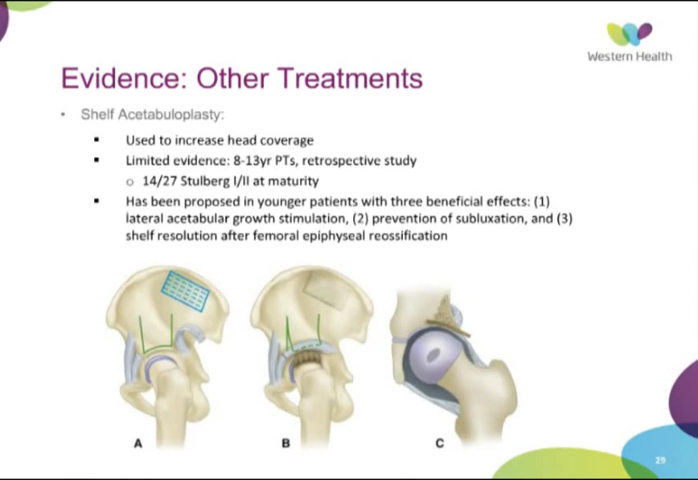 Western Health
Evidence: Other Treatments
• Shelf Acetabuloplasty:
▪ Used to increase head coverage
▪ Limited evidence: 8-13yr PTs, retrospective study
o 14/27 Stulberg I/II at maturity
▪ Has been proposed in younger patients with three beneficial effects: (1)
lateral acetabular growth stimulation, (2) prevention of subluxation, and (3)
shelf resolution after femoral epiphyseal reossification
A B C
29